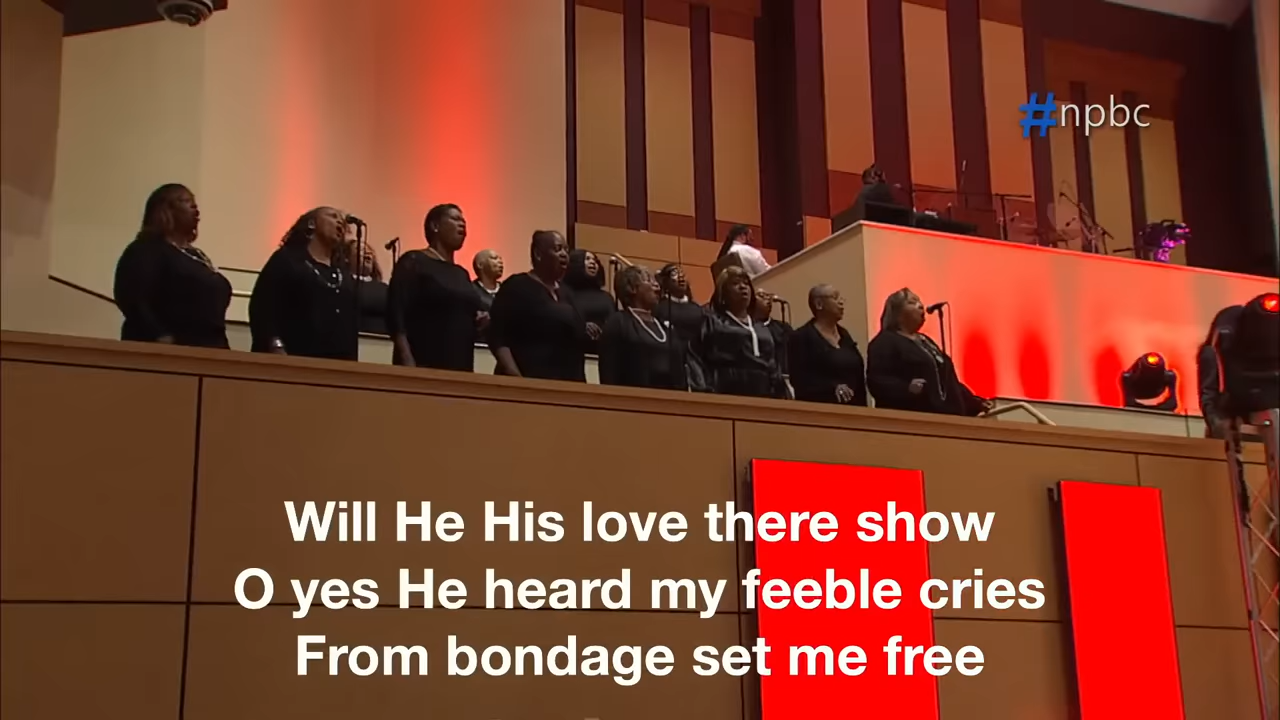 #npbc
Will He His love there show
O yes He heard my feeble cries
From bondage set me free